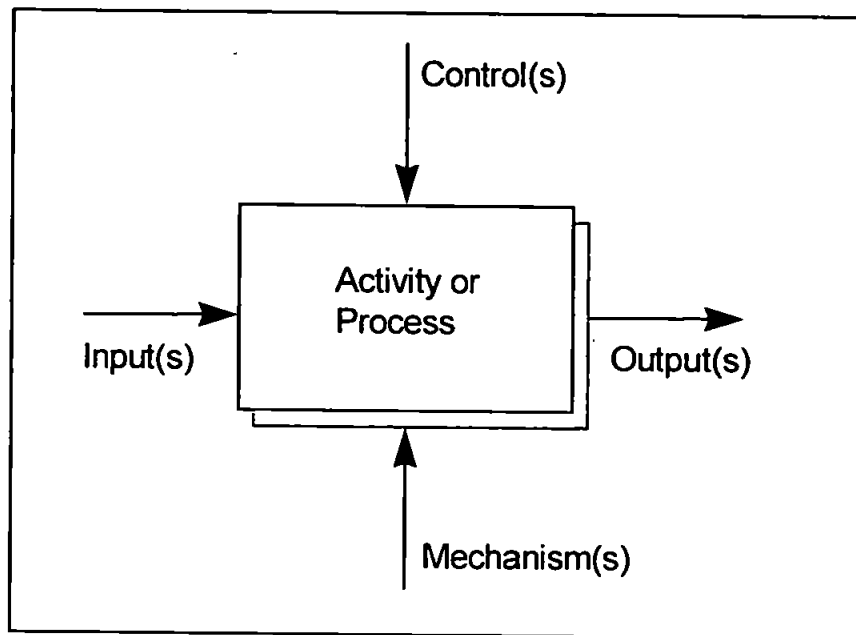 Control(s)
Activity or
Process
Input(s)
Output(s)
Mechanism(s)